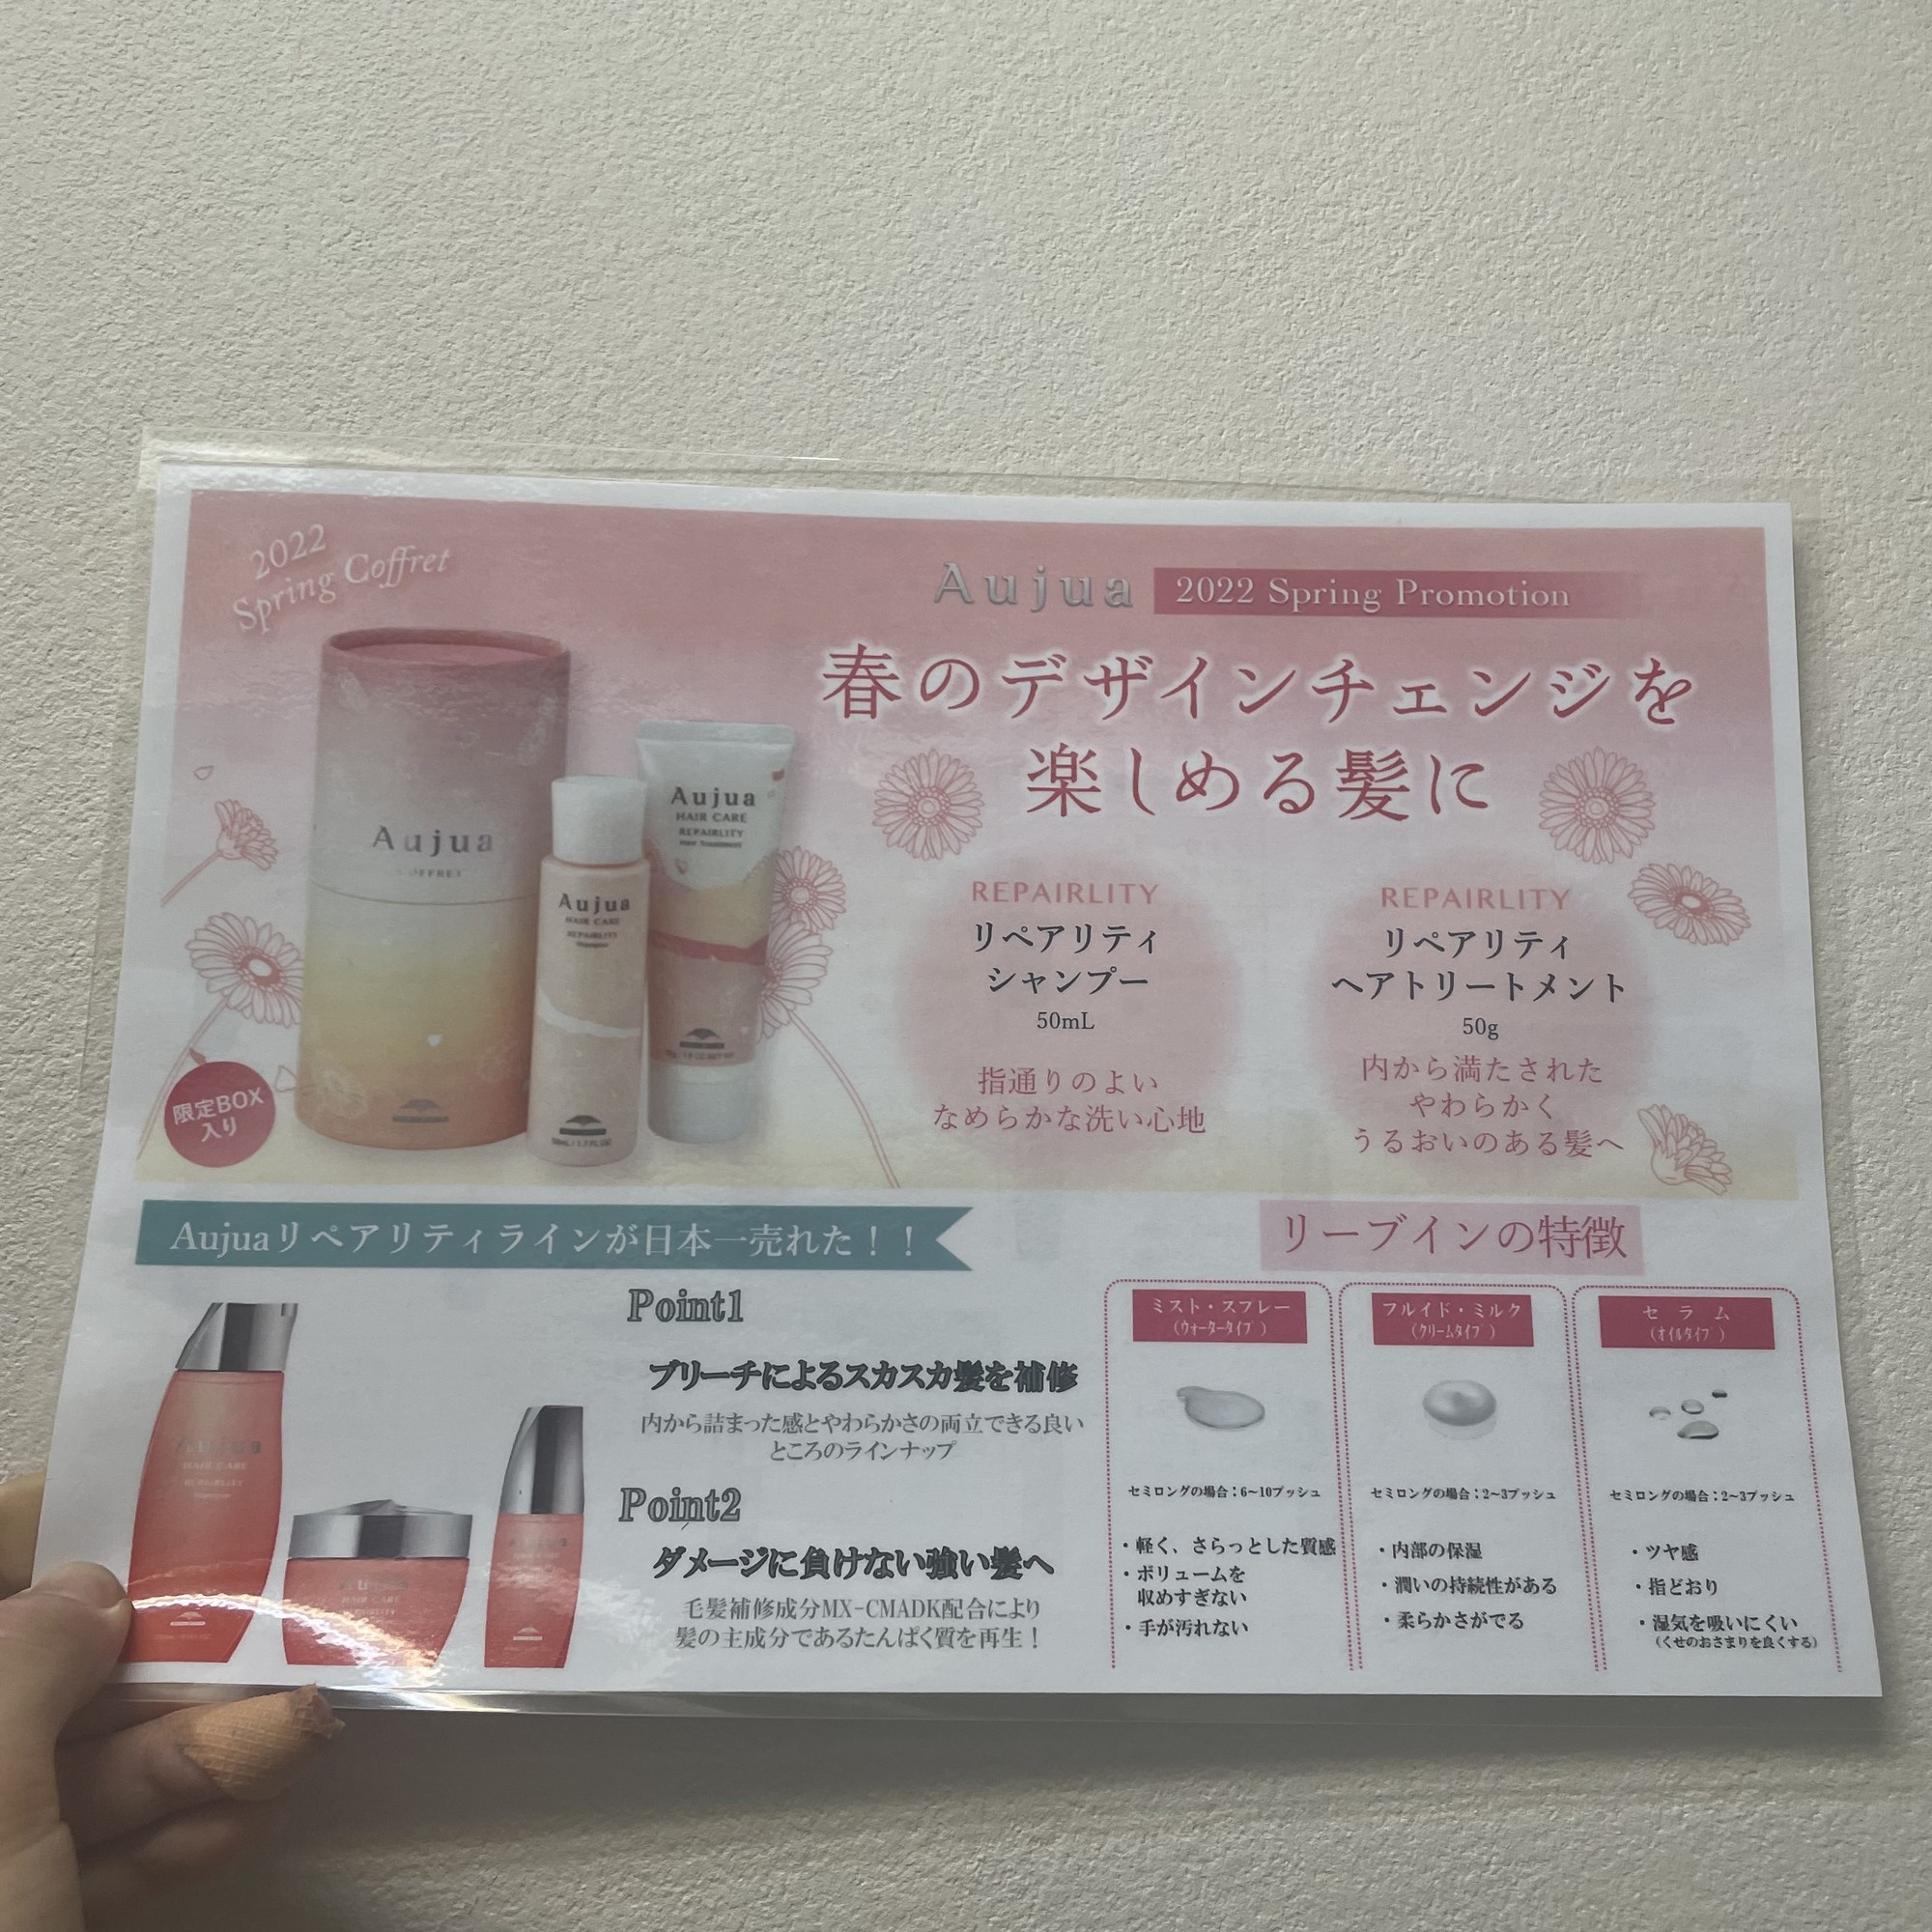 2022
Spring Coffret
Aujua
2022 Spring Promotion
春のデザインチェンジを
楽しめる髪に
Aujua
Aujua
HAIR CARE
REPAIRLITY
Shampoo
Aujua
HAIR CARE
REPAIRLITY
Hair Treatment
限定BOX
入り
REPAIRLITY
リペアリティ
シャンプー
50mL
指通りのよい
なめらかな洗い心地
REPAIRLITY
リペアリティ
ヘアトリートメント
50g
内から満たされた
やわらかく
うるおいのある髪へ
Aujuaリペアリティラインが日本一売れた！！
Point1
ブリーチによるスカスカ髪を補修
内から詰まった感とやわらかさの両立できる良い
ところのラインナップ
Point2
ダメージに負けない強い髪へ
毛髪補修成分MX-CMADK配合により
髪の主成分であるたんぱく質を再生！
Aujua
HAIR CARE
REPAIRLITY
Aujua
HAIR CARE
リーブインの特徴
ミスト・スプレー
（ｳｫｰﾀｰﾀｲﾌﾟ）
セミロングの場合：6~10プッシュ
・軽く、さらっとした質感
・ボリュームを
収めすぎない
・手が汚れない
フルイド・ミルク
（ｸﾘｰﾑﾀｲﾌﾟ）
セミロングの場合：2~3プッシュ
・内部の保湿
・潤いの持続性がある
・柔らかさがでる
セラム
（ｵｲﾙﾀｲﾌﾟ）
セミロングの場合：2~3プッシュ
・ツヤ感
・指どおり
・湿気を吸いにくい
（くせのおさまりを良くする）